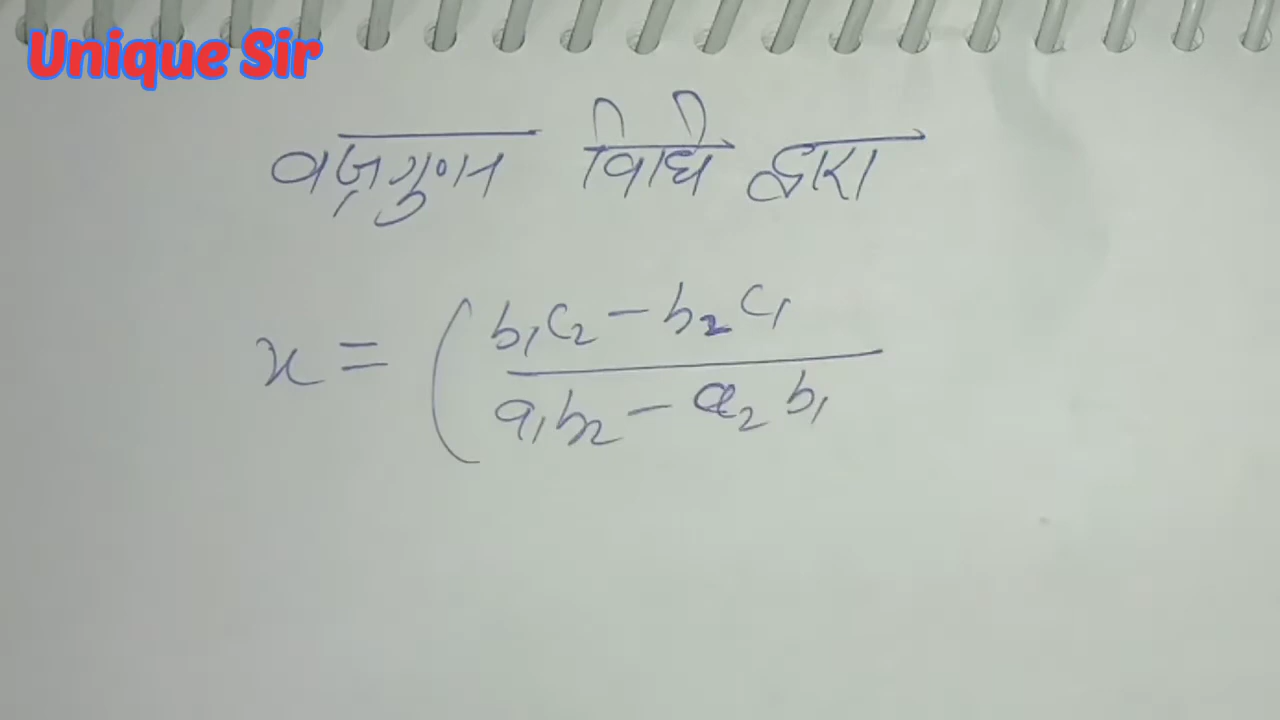 Unique Sir
वज्रगुणन विधि द्वारा
x = ( b₁c₂ - b₂c₁
a₁b₂ - a₂b₁